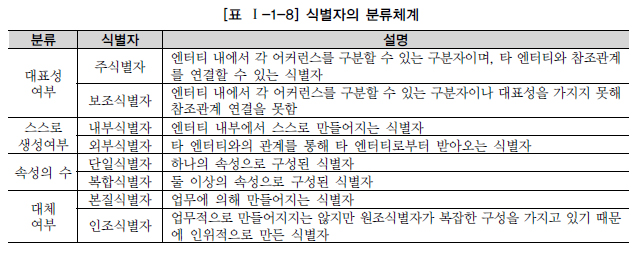 [표 Ⅰ-1-8] 식별자의 분류체계
분류 식별자 설명
대표성 여부 주식별자 엔터티 내에서 각 어커런스를 구분할 수 있는 구분자이며, 타 엔터티와 참조관계
를 연결할 수 있는 식별자
보조식별자 엔터티 내에서 각 어커런스를 구분할 수 있는 구분자이나 대표성을 가지지 못해
참조관계 연결을 못함
스스로 생성여부 내부식별자 엔터티 내부에서 스스로 만들어지는 식별자
외부식별자 타 엔터티와의 관계를 통해 타 엔터티로부터 받아오는 식별자
속성의 수 단일식별자 하나의 속성으로 구성된 식별자
복합식별자 둘 이상의 속성으로 구성된 식별자
대체 여부 본질식별자 업무에 의해 만들어지는 식별자
인조식별자 업무적으로 만들어지지는 않지만 원조식별자가 복잡한 구성을 가지고 있기 때문
에 인위적으로 만든 식별자